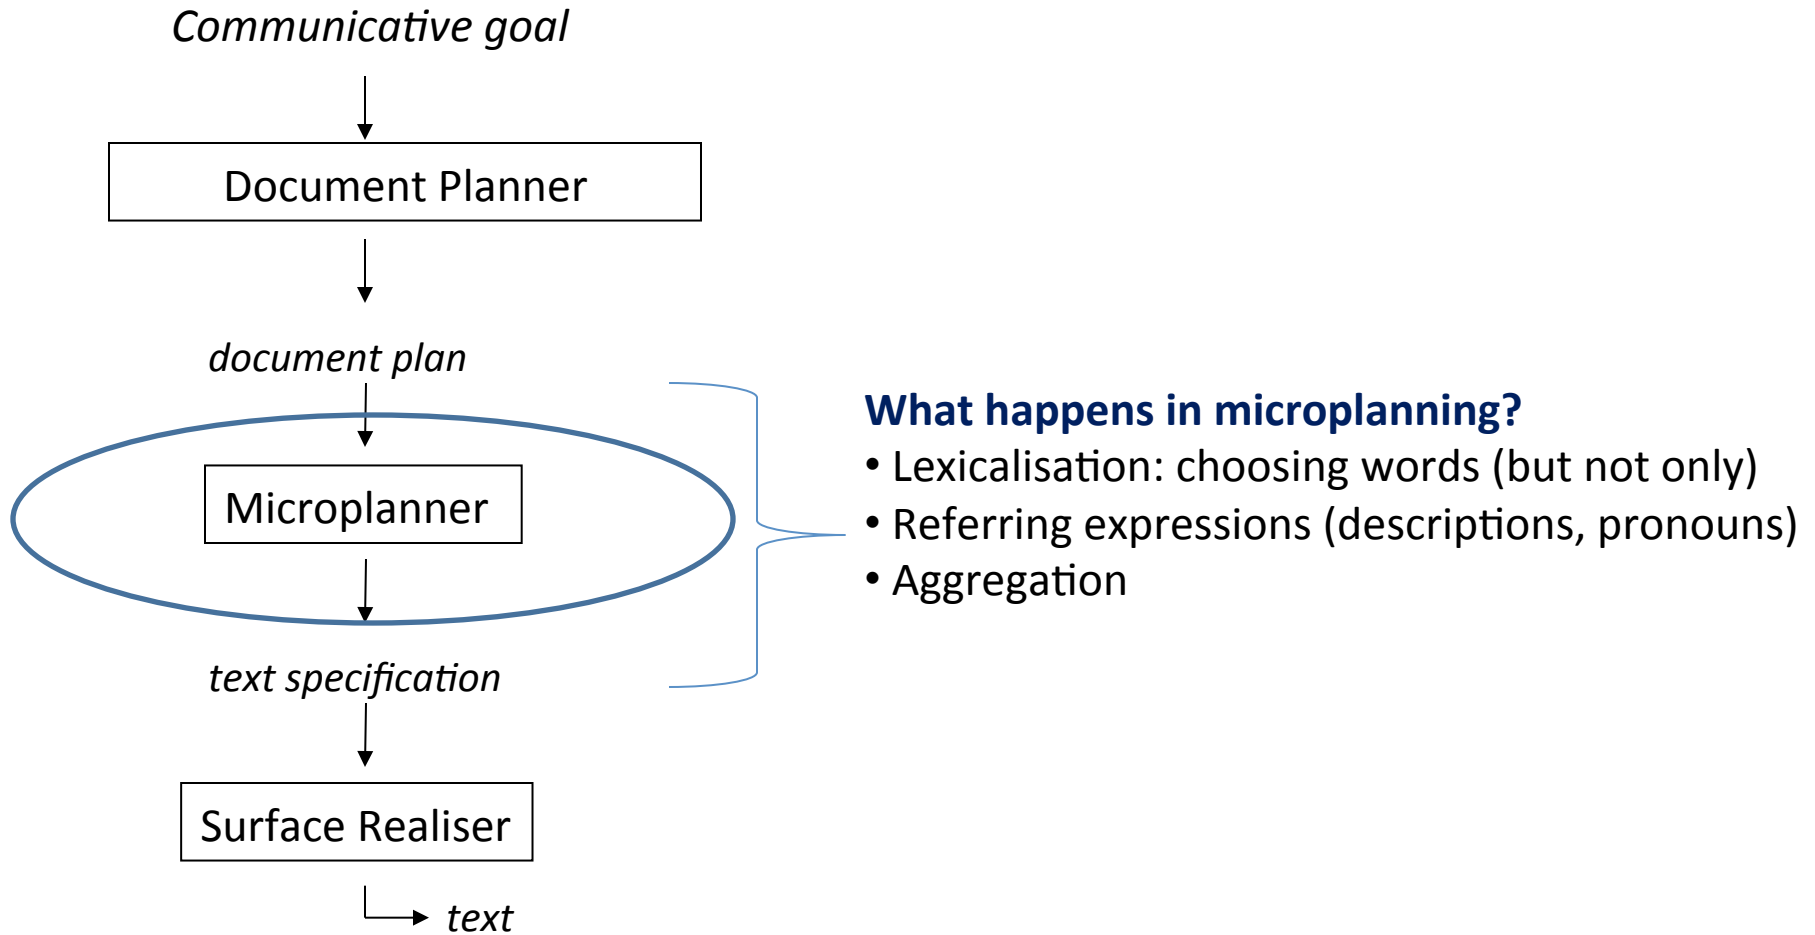 Communicative goal
Document Planner
document plan
Microplanner
text specification
Surface Realiser
text
What happens in microplanning?
• Lexicalisation: choosing words (but not only)
• Referring expressions (descriptions, pronouns)
• Aggregation